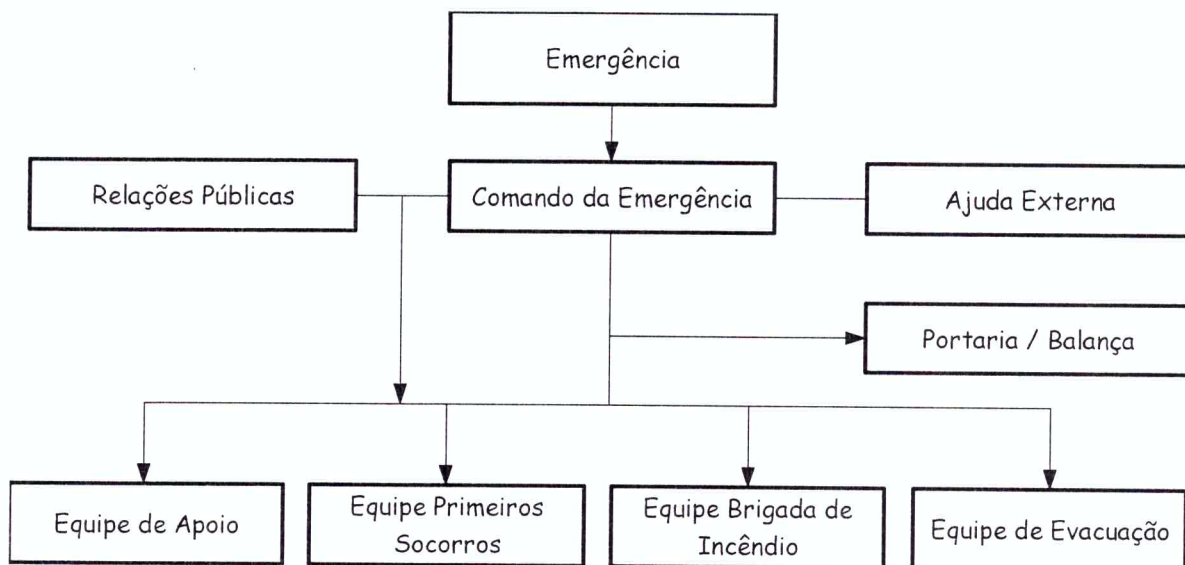 Emergência
Relações Públicas
Comando da Emergência
Ajuda Externa
Portaria / Balança
Equipe de Apoio
Equipe Primeiros
Socorros
Equipe Brigada de
Incêndio
Equipe de Evacuação